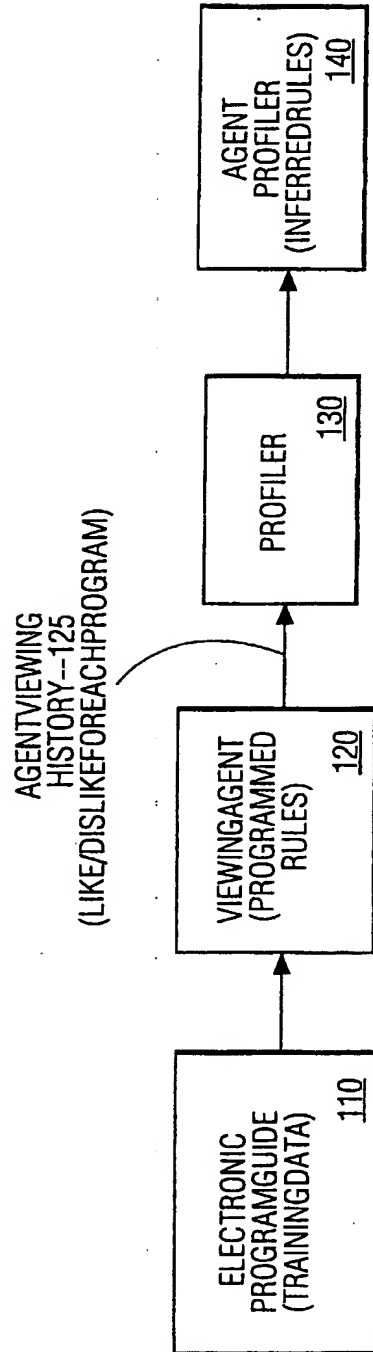 AGENTVIEWING
HISTORY--125
(LIKE/DISLIKEFOREACHPROGRAM)
ELECTRONIC
PROGRAMGUIDE
(TRAININGDATA)
110
VIEWINGAGENT
(PROGRAMMED
RULES)
120
PROFILER
130
AGENT
PROFILER
(INFERREDRULES)
140